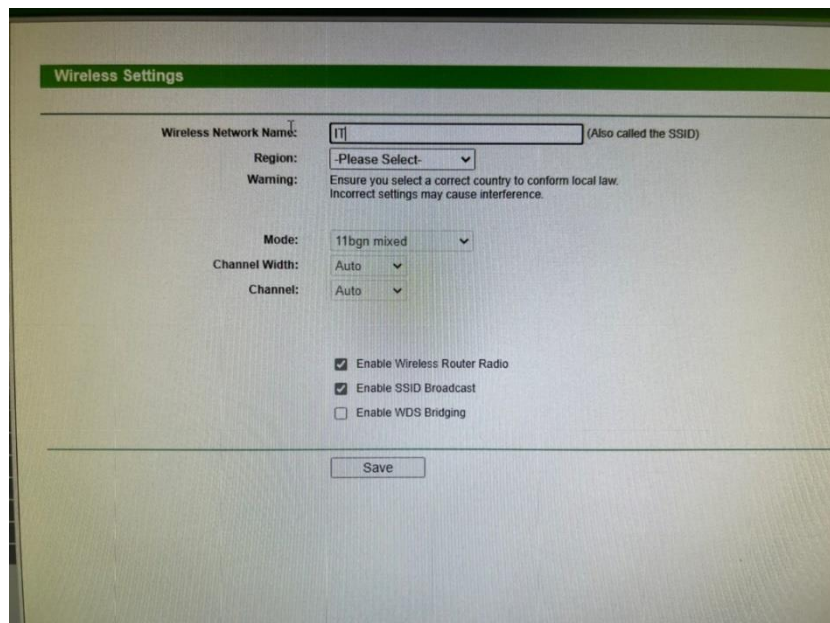 Wireless Settings
Wireless Network Name: IT (Also called the SSID)
Region: -Please Select-
Warning: Ensure you select a correct country to conform local law.
Incorrect settings may cause interference.
Mode: 11bgn mixed
Channel Width: Auto
Channel: Auto
Enable Wireless Router Radio
Enable SSID Broadcast
Enable WDS Bridging
Save